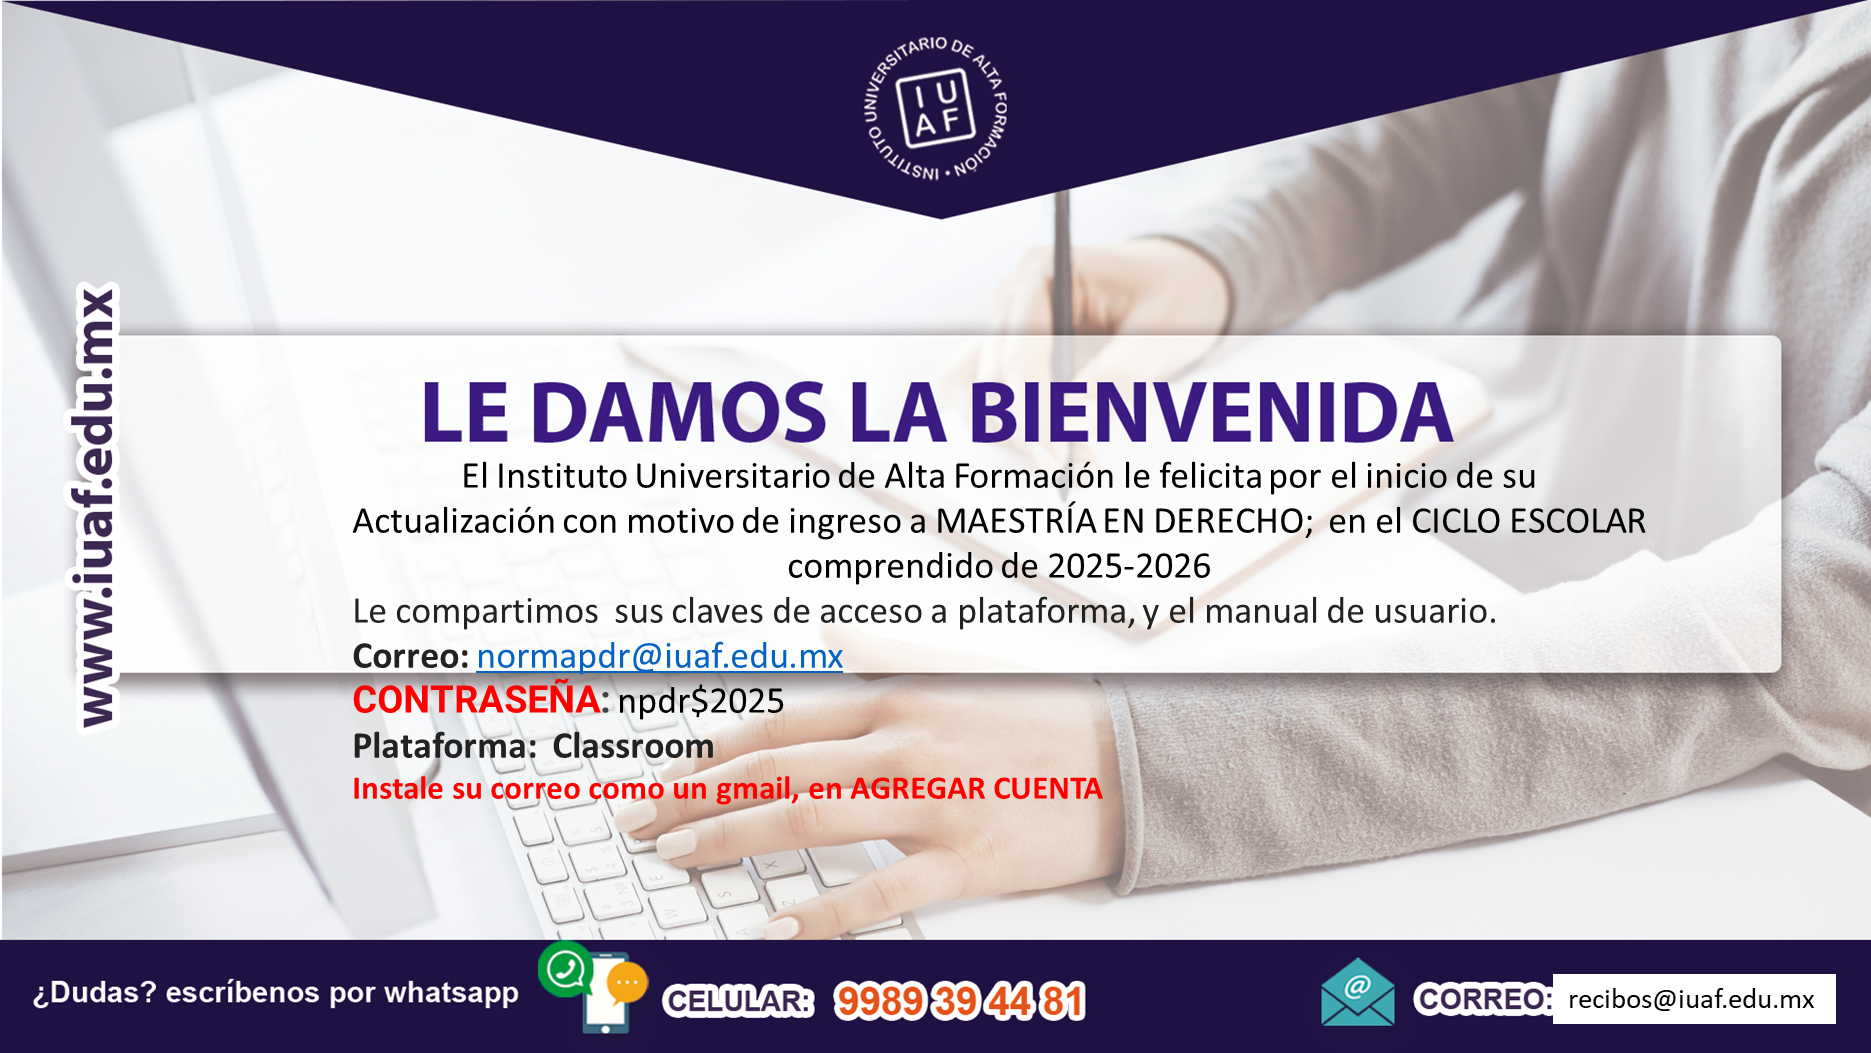 INSTITUTO UNIVERSITARIO DE ALTA FORMACIÓN •
I U
A F
www.iuaf.edu.mx
LE DAMOS LA BIENVENIDA
El Instituto Universitario de Alta Formación le felicita por el inicio de su
Actualización con motivo de ingreso a MAESTRÍA EN DERECHO;  en el CICLO ESCOLAR
comprendido de 2025-2026
Le compartimos  sus claves de acceso a plataforma, y el manual de usuario.
Correo: normapdr@iuaf.edu.mx
CONTRASEÑA: npdr$2025
Plataforma:  Classroom
Instale su correo como un gmail, en AGREGAR CUENTA
¿Dudas? escríbenos por whatsapp
CELULAR: 9989 39 44 81
CORREO: recibos@iuaf.edu.mx